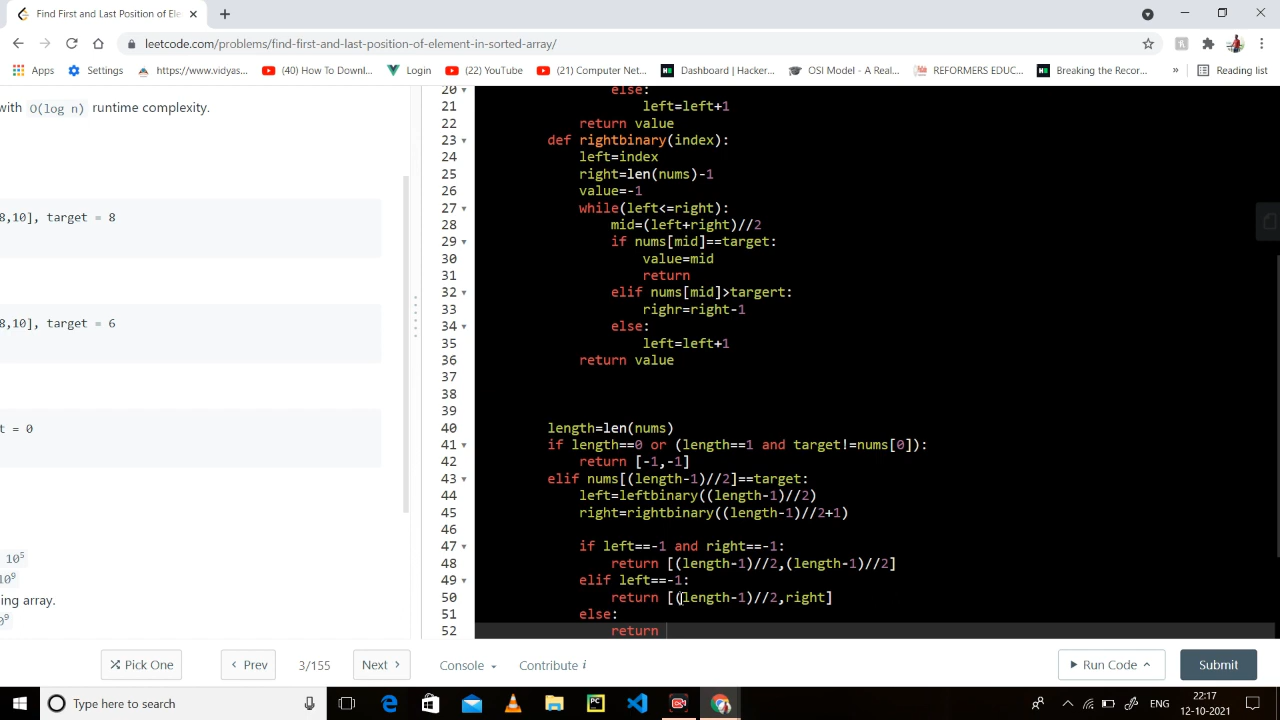 Find First and Last Position of Ele
leetcode.com/problems/find-first-and-last-position-of-element-in-sorted-array/
Apps Settings https://www.vidyas... (40) How To Downl... Login (22) YouTube (21) Computer Net... Dashboard | Hacker... OSI Model - A Real... REFORMERS EDUC... Breaking the Recor... » Reading list
with O(log n) runtime complexity.
8,10], target = 8
8,10], target = 6
t = 0
10⁵
10⁹
ing array.
10⁹
20 else:
21 left=left+1
22 return value
23 def rightbinary(index):
24 left=index
25 right=len(nums)-1
26 value=-1
27 while(left<=right):
28 mid=(left+right)//2
29 if nums[mid]==target:
30 value=mid
31 return
32 elif nums[mid]>targert:
33 righr=right-1
34 else:
35 left=left+1
36 return value
37
38
39
40 length=len(nums)
41 if length==0 or (length==1 and target!=nums[0]):
42 return [-1,-1]
43 elif nums[(length-1)//2]==target:
44 left=leftbinary((length-1)//2)
45 right=rightbinary((length-1)//2+1)
46
47 if left==-1 and right==-1:
48 return [(length-1)//2,(length-1)//2]
49 elif left==-1:
50 return [(length-1)//2,right]
51 else:
52 return
Pick One Prev 3/155 Next Console Contribute i Run Code Submit
Type here to search
ENG
22:17
12-10-2021